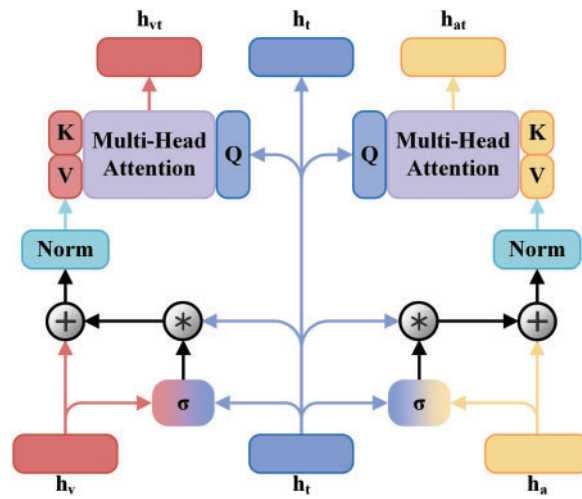 h_vt h_t h_at
K Multi-Head Attention Q Q Multi-Head Attention K
V V
Norm Norm
+ * * +
σ σ
h_v h_t h_a